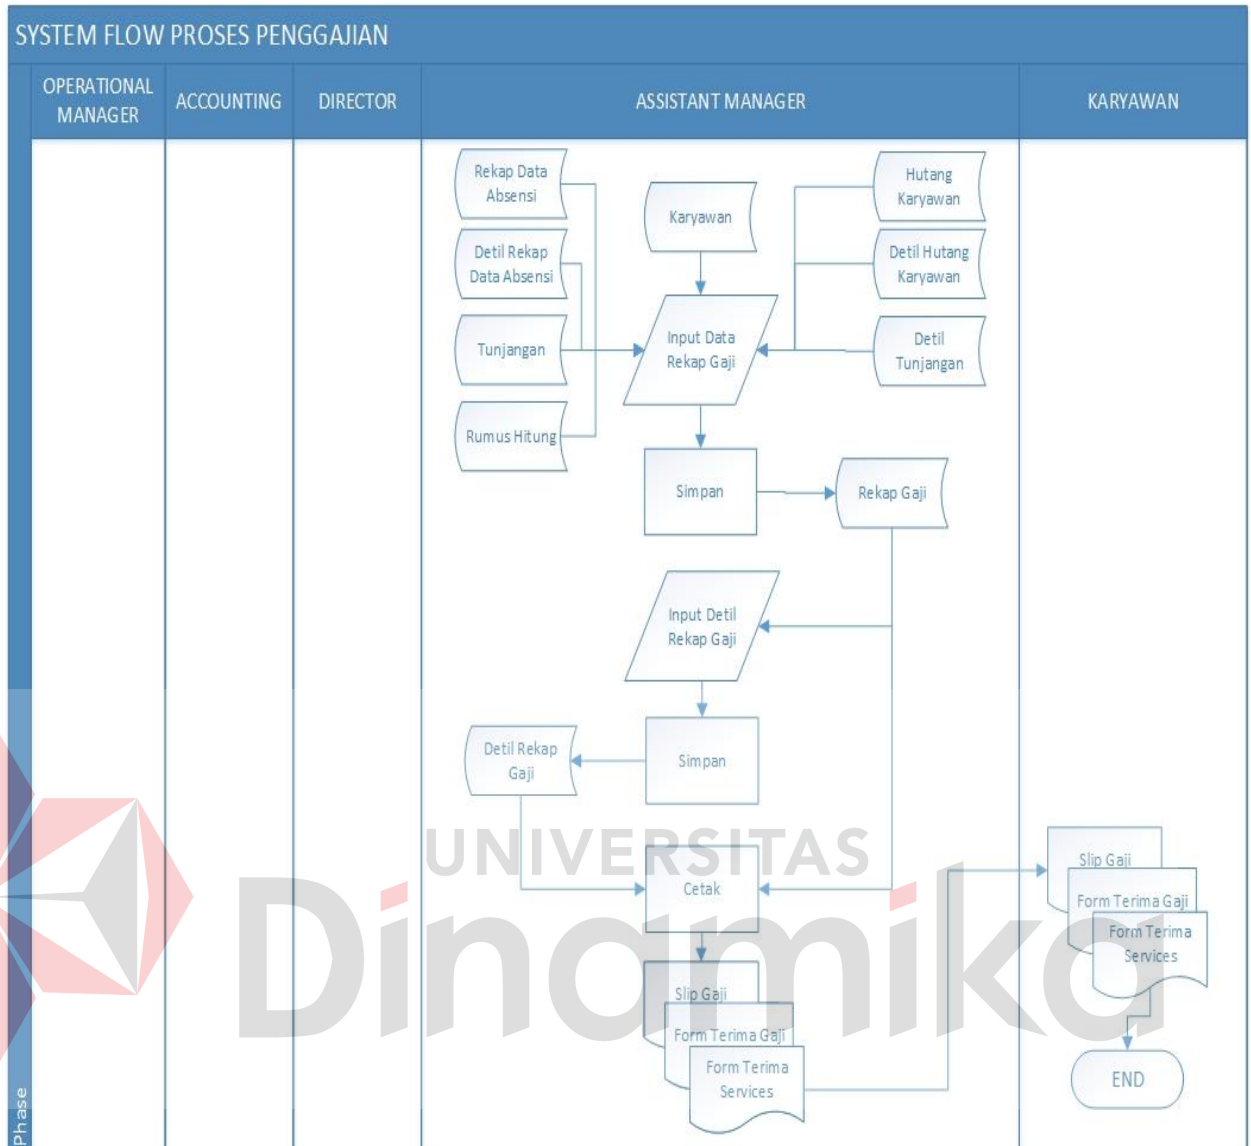 SYSTEM FLOW PROSES PENGGAJIAN
OPERATIONAL
MANAGER
ACCOUNTING
DIRECTOR
ASSISTANT MANAGER
KARYAWAN
Rekap Data
Absensi
Karyawan
Hutang
Karyawan
Detil Rekap
Data Absensi
Detil Hutang
Karyawan
Tunjangan
Input Data
Rekap Gaji
Detil
Tunjangan
Rumus Hitung
Simpan
Rekap Gaji
Input Detil
Rekap Gaji
Detil Rekap
Gaji
Simpan
UNIVERSITAS
Dinamika
Cetak
Slip Gaji
Form Terima Gaji
Form Terima
Services
Slip Gaji
Form Terima Gaji
Form Terima
Services
END
Phase